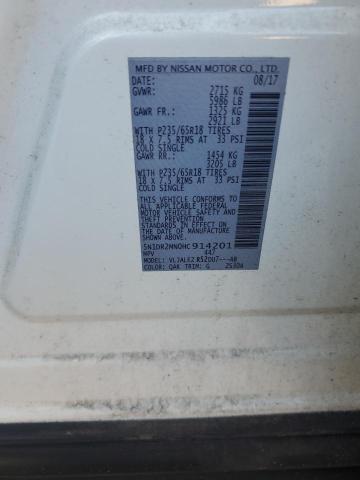 MFD BY NISSAN MOTOR CO., LTD.
DATE: 08/17
GVWR: 2715 KG
5986 LB
GAWR FR.: 1325 KG
2921 LB
WITH P235/65R18 TIRES
18 X 7.5 RIMS AT 33 PSI
COLD SINGLE
GAWR RR.: 1454 KG
3205 LB
WITH P235/65R18 TIRES
18 X 7.5 RIMS AT 33 PSI
COLD SINGLE
THIS VEHICLE CONFORMS TO ALL
APPLICABLE U.S. FEDERAL
MOTOR VEHICLE SAFETY AND
THEFT PREVENTION STANDARDS
IN EFFECT ON THE DATE OF
MANUFACTURE SHOWN ABOVE.
5N1DR2MN0HC914201
MPV 447
MODEL: R52DU7---AB
COLOR: QAK TRIM: G